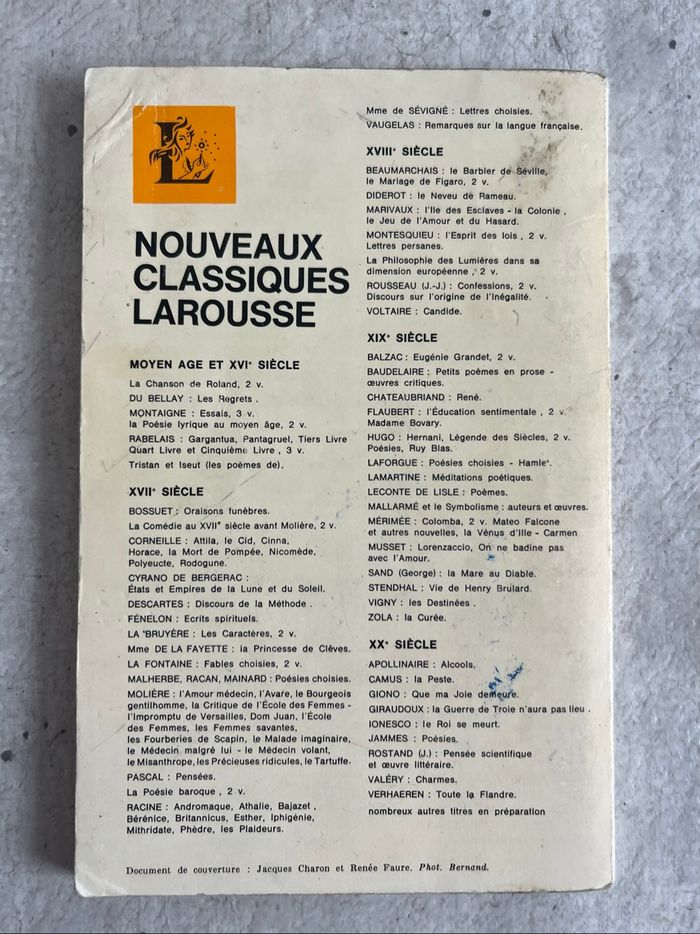 L
NOUVEAUX
CLASSIQUES
LAROUSSE
MOYEN AGE ET XVIe SIÈCLE
La Chanson de Roland, 2 v.
DU BELLAY : Les Regrets .
MONTAIGNE : Essais, 3 v.
la Poésie lyrique au moyen âge, 2 v.
RABELAIS : Gargantua, Pantagruel, Tiers Livre
Quart Livre et Cinquième Livre , 3 v.
Tristan et Iseut (les poèmes de).
XVIIe SIÈCLE
BOSSUET : Oraisons funèbres.
La Comédie au XVIIe siècle avant Molière, 2 v.
CORNEILLE : Attila, le Cid, Cinna,
Horace, la Mort de Pompée, Nicomède,
Polyeucte, Rodogune.
CYRANO DE BERGERAC :
États et Empires de la Lune et du Soleil.
DESCARTES : Discours de la Méthode .
FÉNELON : Ecrits spirituels.
LA BRUYÈRE : Les Caractères, 2 v.
Mme DE LA FAYETTE : la Princesse de Clèves.
LA FONTAINE : Fables choisies, 2 v.
MALHERBE, RACAN, MAINARD : Poésies choisies.
MOLIÈRE : l'Amour médecin, l'Avare, le Bourgeois
gentilhomme, la Critique de l'École des Femmes -
l'Impromptu de Versailles, Dom Juan, l'École
des Femmes, les Femmes savantes,
les Fourberies de Scapin, le Malade imaginaire,
le Médecin malgré lui - le Médecin volant,
le Misanthrope, les Précieuses ridicules, le Tartuffe.
PASCAL : Pensées.
La Poésie baroque , 2 v.
RACINE : Andromaque, Athalie, Bajazet ,
Bérénice, Britannicus, Esther, Iphigénie,
Mithridate, Phèdre, les Plaideurs.
Mme de SÉVIGNÉ : Lettres choisies.
VAUGELAS : Remarques sur la langue française.
XVIIIe SIÈCLE
BEAUMARCHAIS : le Barbier de Séville,
le Mariage de Figaro, 2 v.
DIDEROT : le Neveu de Rameau.
MARIVAUX : l'Ile des Esclaves - la Colonie ,
le Jeu de l'Amour et du Hasard.
MONTESQUIEU : l'Esprit des lois , 2 v.
Lettres persanes.
La Philosophie des Lumières dans sa
dimension européenne , 2 v.
ROUSSEAU (J.-J.) : Confessions, 2 v.
Discours sur l'origine de l'Inégalité.
VOLTAIRE : Candide.
XIXe SIÈCLE
BALZAC : Eugénie Grandet, 2 v.
BAUDELAIRE : Petits poèmes en prose -
œuvres critiques.
CHATEAUBRIAND : René.
FLAUBERT : l'Éducation sentimentale , 2 v.
Madame Bovary.
HUGO : Hernani, Légende des Siècles, 2 v.
Poésies, Ruy Blas.
LAFORGUE : Poésies choisies - Hamlet.
LAMARTINE : Méditations poétiques.
LECONTE DE LISLE : Poèmes.
MALLARMÉ et le Symbolisme : auteurs et œuvres.
MÉRIMÉE : Colomba, 2 v. Mateo Falcone
et autres nouvelles, la Vénus d'Ille - Carmen
MUSSET : Lorenzaccio, On ne badine pas
avec l'Amour.
SAND (George) : la Mare au Diable.
STENDHAL : Vie de Henry Brulard.
VIGNY : les Destinées .
ZOLA : la Curée.
XXe SIÈCLE
APOLLINAIRE : Alcools.
CAMUS : la Peste.
GIONO : Que ma Joie demeure.
GIRAUDOUX : la Guerre de Troie n'aura pas lieu .
IONESCO : le Roi se meurt.
JAMMES : Poésies.
ROSTAND (J.) : Pensée scientifique
et œuvre littéraire.
VALÉRY : Charmes.
VERHAEREN : Toute la Flandre.
nombreux autres titres en préparation
Document de couverture : Jacques Charon et Renée Faure. Phot. Bernand.